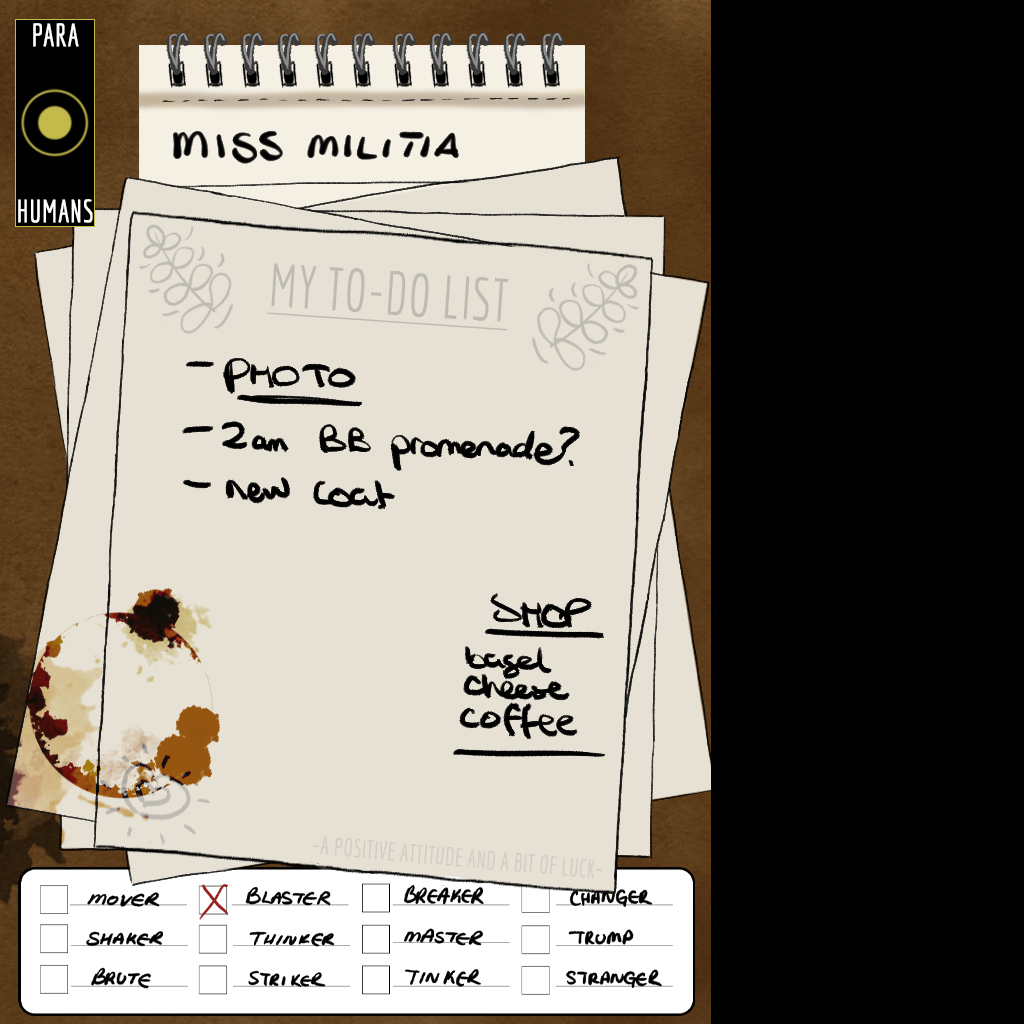 PARA
HUMANS
MISS MILITIA
MY TO-DO LIST
- PHOTO
- 2am BB promenade?
- new coat
SHOP
bagel
cheese
coffee
-A POSITIVE ATTITUDE AND A BIT OF LUCK-
MOVER X BLASTER BREAKER CHANGER
SHAKER THINKER MASTER TRUMP
BRUTE STRIKER TINKER STRANGER